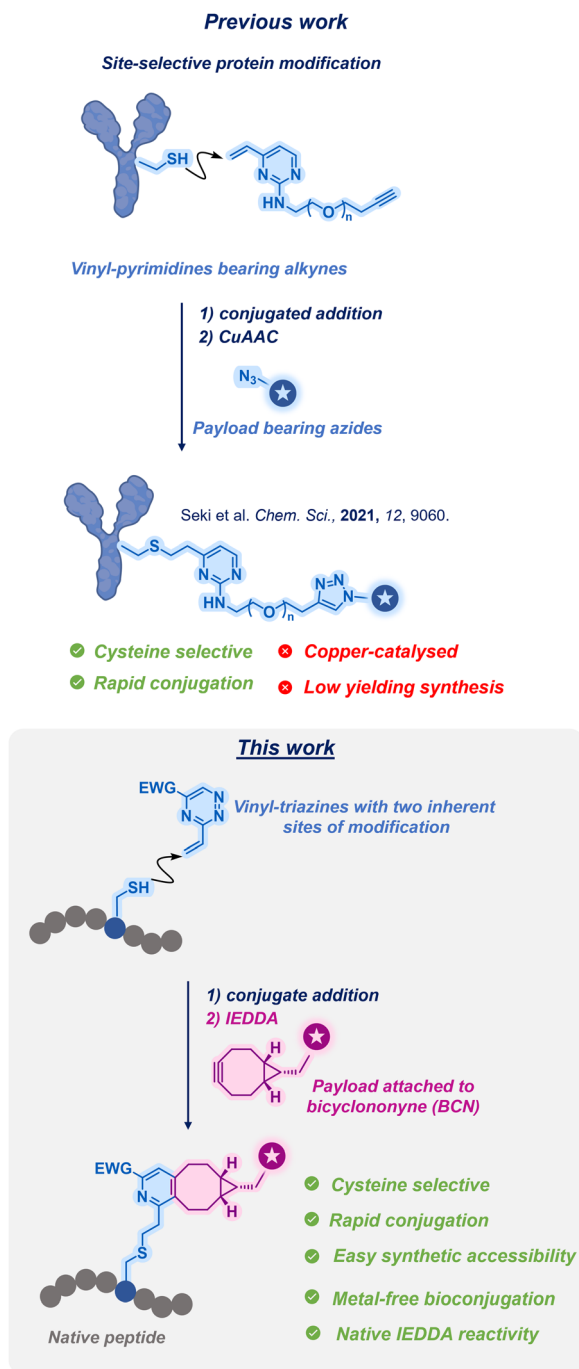 Previous work
Site-selective protein modification
SH
N
N
HN
O
n
Vinyl-pyrimidines bearing alkynes
1) conjugated addition
2) CuAAC
N3
Payload bearing azides
Seki et al. Chem. Sci., 2021, 12, 9060.
S
N
N
HN
O
n
N
N
N
Cysteine selective
Copper-catalysed
Rapid conjugation
Low yielding synthesis
This work
EWG
N
N
N
Vinyl-triazines with two inherent
sites of modification
SH
1) conjugate addition
2) IEDDA
H
H
Payload attached to
bicyclononyne (BCN)
EWG
N
H
H
S
Cysteine selective
Rapid conjugation
Easy synthetic accessibility
Metal-free bioconjugation
Native IEDDA reactivity
Native peptide